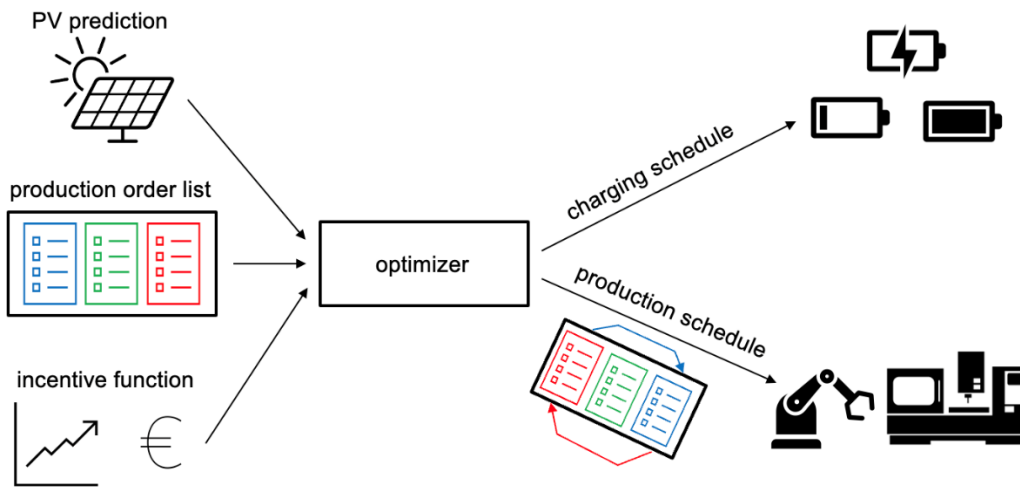 PV prediction
production order list
incentive function
optimizer
charging schedule
production schedule
€